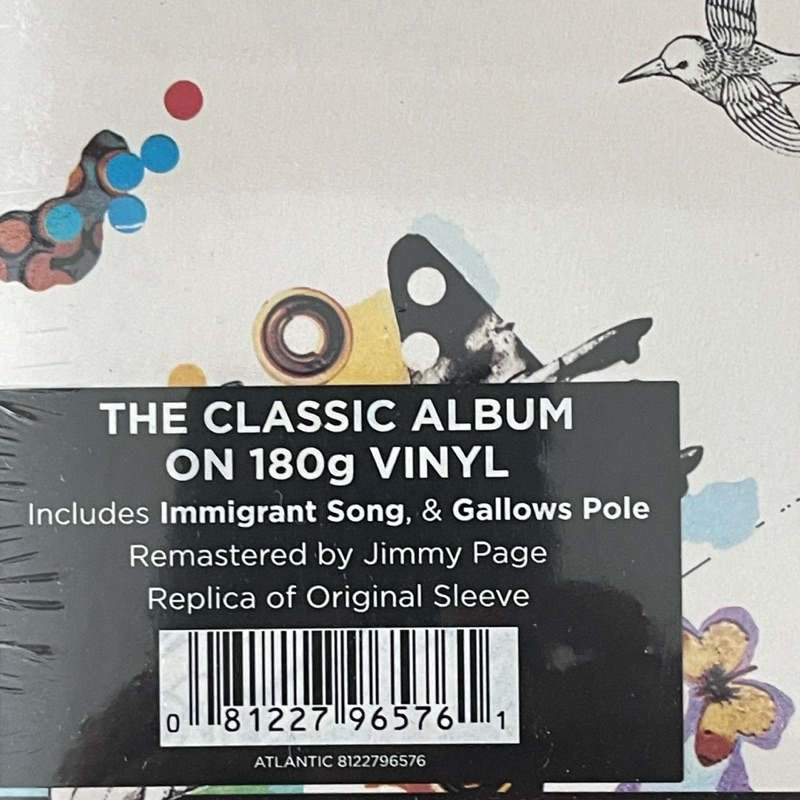 THE CLASSIC ALBUM
ON 180g VINYL
Includes Immigrant Song, & Gallows Pole
Remastered by Jimmy Page
Replica of Original Sleeve
0 81227 96576 1
ATLANTIC 8122796576